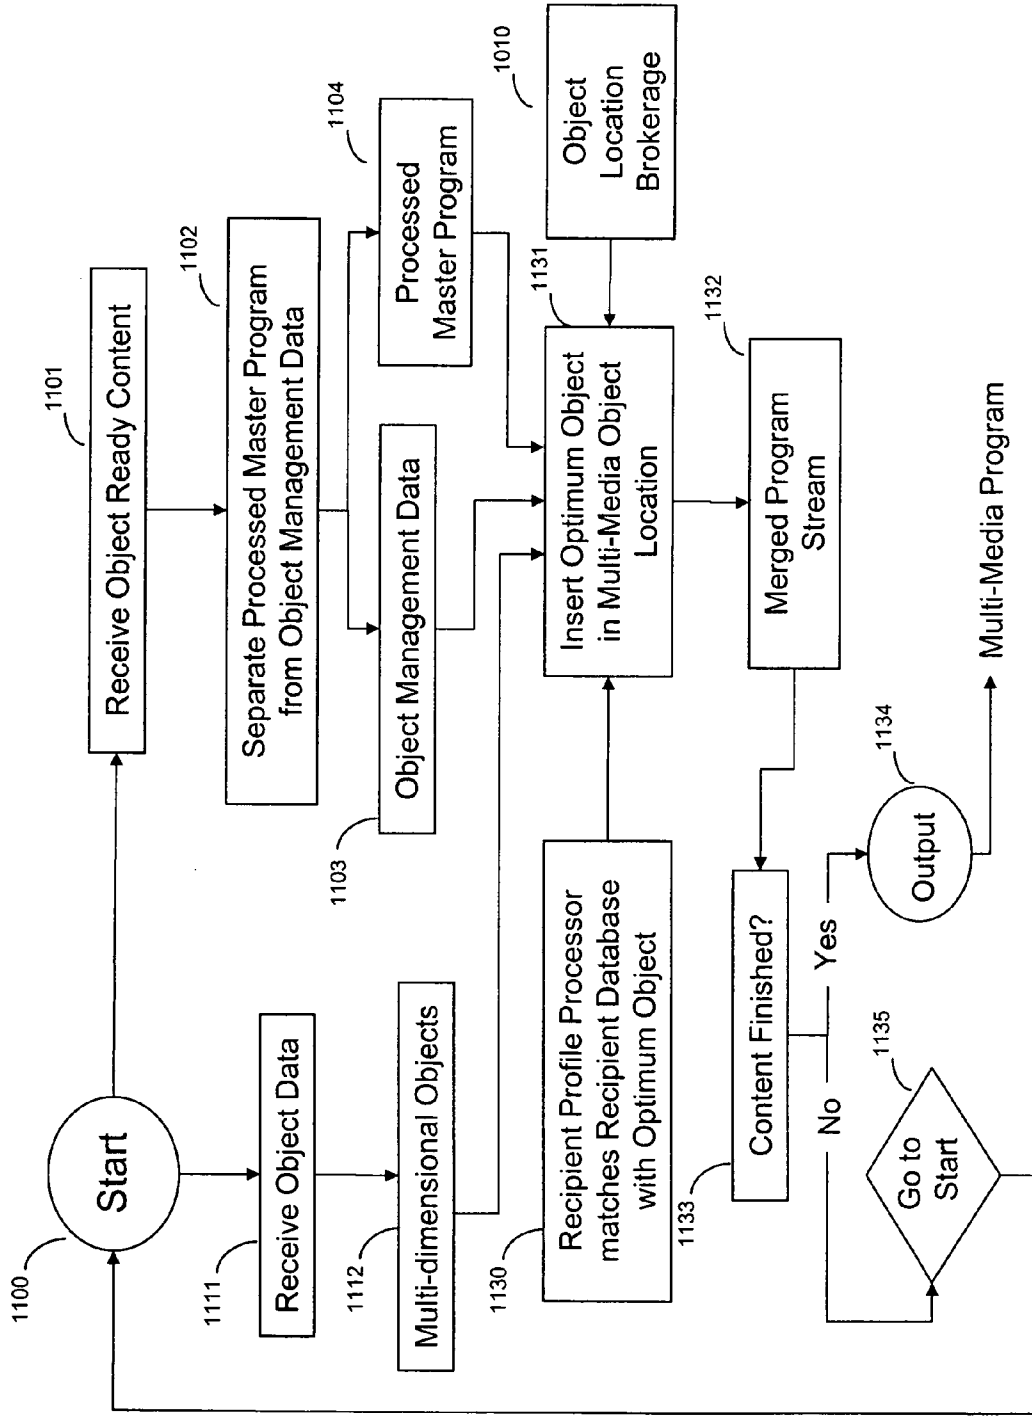 1100
Start
1101
Receive Object Ready Content
1102
Separate Processed Master Program
from Object Management Data
1111
Receive Object Data
1112
Multi-dimensional Objects
1103
Object Management Data
1104
Processed
Master Program
1130
Recipient Profile Processor
matches Recipient Database
with Optimum Object
1131
Insert Optimum Object
in Multi-Media Object
Location
1010
Object
Location
Brokerage
1132
Merged Program
Stream
1133
Content Finished?
No
Yes
1135
Go to
Start
1134
Output
Multi-Media Program